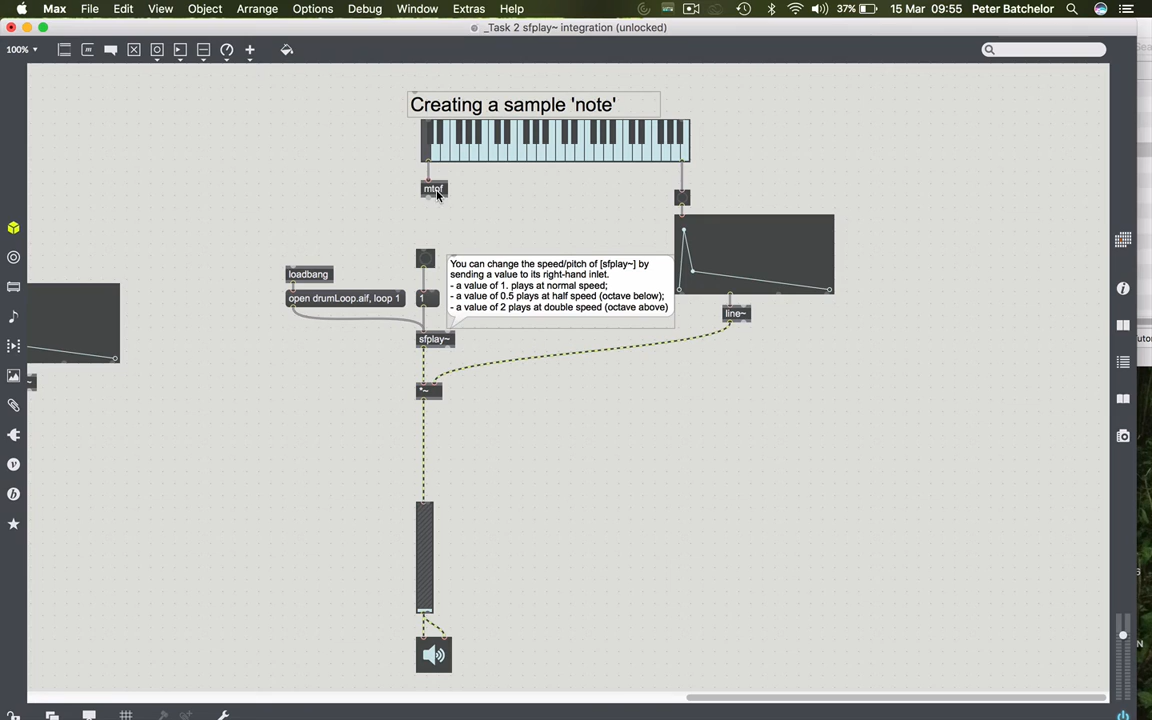 Max File Edit View Object Arrange Options Debug Window Extras Help 37% 15 Mar 09:55 Peter Batchelor
_Task 2 sfplay~ integration (unlocked)
100%
Creating a sample 'note'
mtof
loadbang
open drumLoop.aif, loop 1
1
You can change the speed/pitch of [sfplay~] by
sending a value to its right-hand inlet.
- a value of 1. plays at normal speed;
- a value of 0.5 plays at half speed (octave below);
- a value of 2 plays at double speed (octave above)
line~
sfplay~
*~